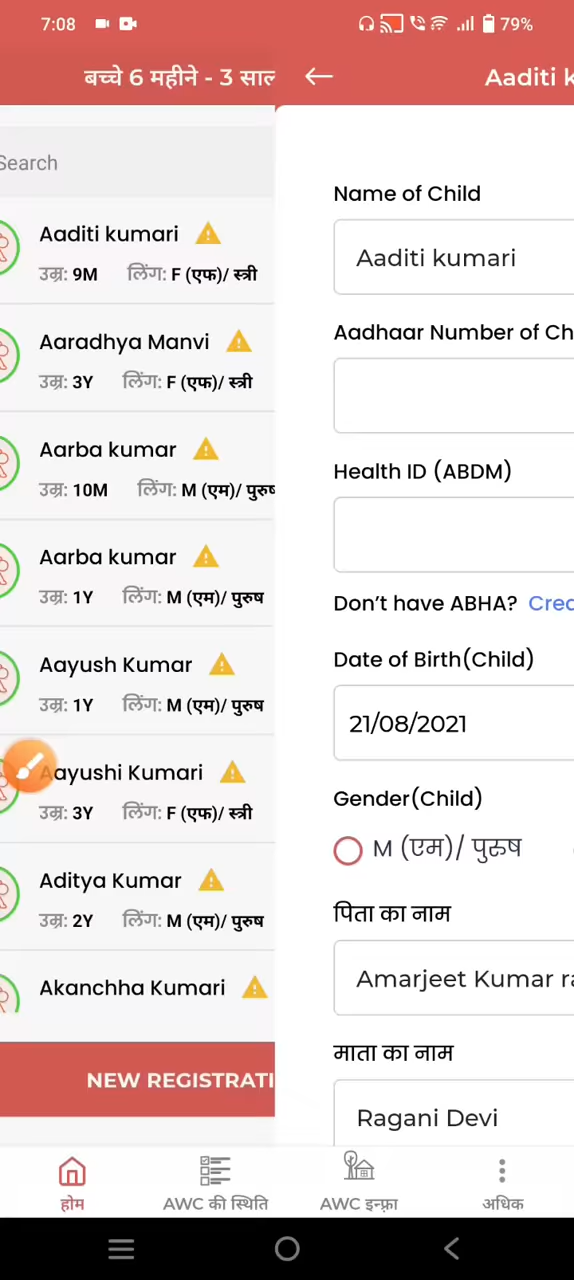 7:08
79%
बच्चे 6 महीने - 3 साल
Search
Aaditi kumari
उम्र: 9M लिंग: F (एफ)/ स्त्री
Aaradhya Manvi
उम्र: 3Y लिंग: F (एफ)/ स्त्री
Aarba kumar
उम्र: 10M लिंग: M (एम)/ पुरुष
Aarba kumar
उम्र: 1Y लिंग: M (एम)/ पुरुष
Aayush Kumar
उम्र: 1Y लिंग: M (एम)/ पुरुष
Aayushi Kumari
उम्र: 3Y लिंग: F (एफ)/ स्त्री
Aditya Kumar
उम्र: 2Y लिंग: M (एम)/ पुरुष
Akanchha Kumari
NEW REGISTRATI
Aaditi k
Name of Child
Aaditi kumari
Aadhaar Number of Ch
Health ID (ABDM)
Don't have ABHA? Crea
Date of Birth(Child)
21/08/2021
Gender(Child)
M (एम)/ पुरुष
पिता का नाम
Amarjeet Kumar ra
माता का नाम
Ragani Devi
होम AWC की स्थिति AWC इन्फ्रा अधिक